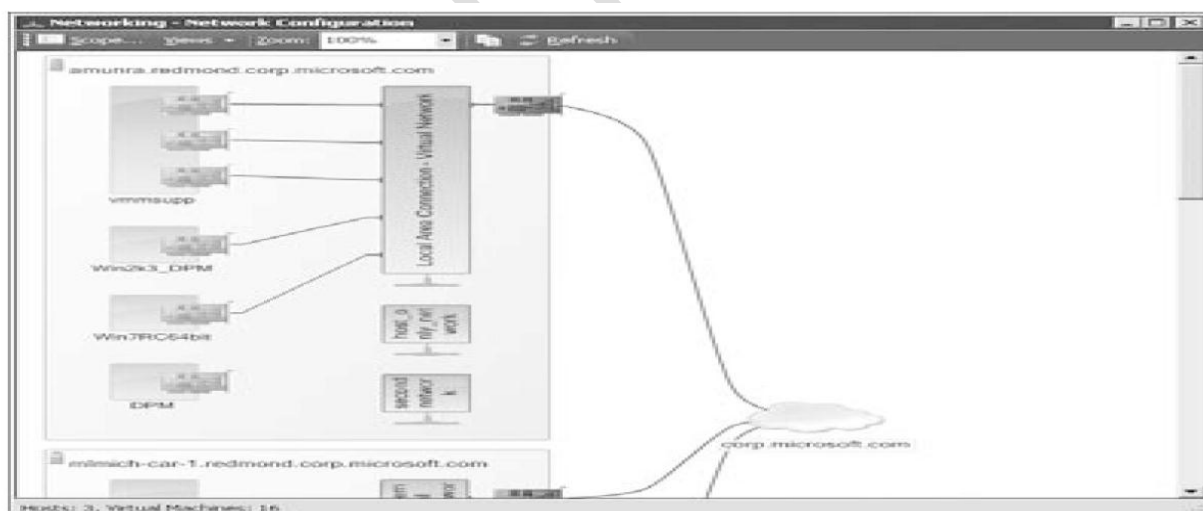 Networking - Network Configuration
Scope... Views Zoom: 100% Refresh
amunra.redmond.corp.microsoft.com
vmmsupp
Local Area Connection - Virtual Network
Win2k3_DPM
Win7RC64bit
host_o
nly_net
work
DPM
second
networ
k
corp.microsoft.com
mlmich-car-1.redmond.corp.microsoft.com
Hosts: 3, Virtual Machines: 16